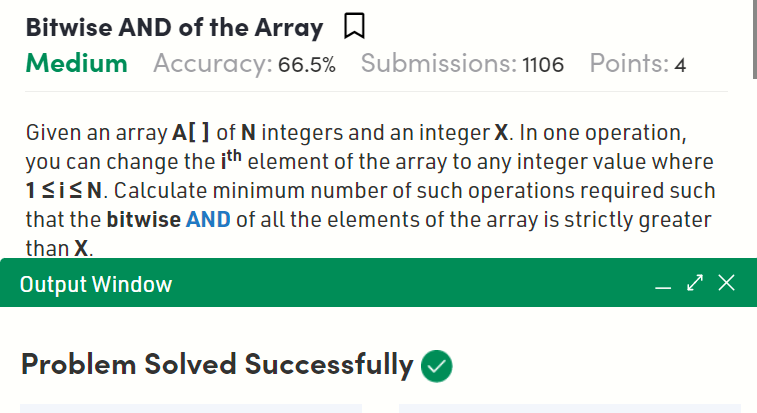 Bitwise AND of the Array
Medium Accuracy: 66.5% Submissions: 1106 Points: 4
Given an array A[ ] of N integers and an integer X. In one operation,
you can change the ith element of the array to any integer value where
1 ≤ i ≤ N. Calculate minimum number of such operations required such
that the bitwise AND of all the elements of the array is strictly greater
than X.
Output Window
Problem Solved Successfully